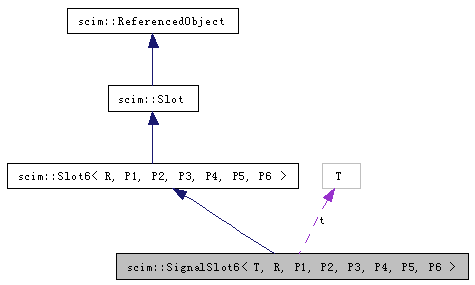 scim::ReferencedObject
scim::Slot
scim::Slot6< R, P1, P2, P3, P4, P5, P6 >
T
t
scim::SignalSlot6< T, R, P1, P2, P3, P4, P5, P6 >